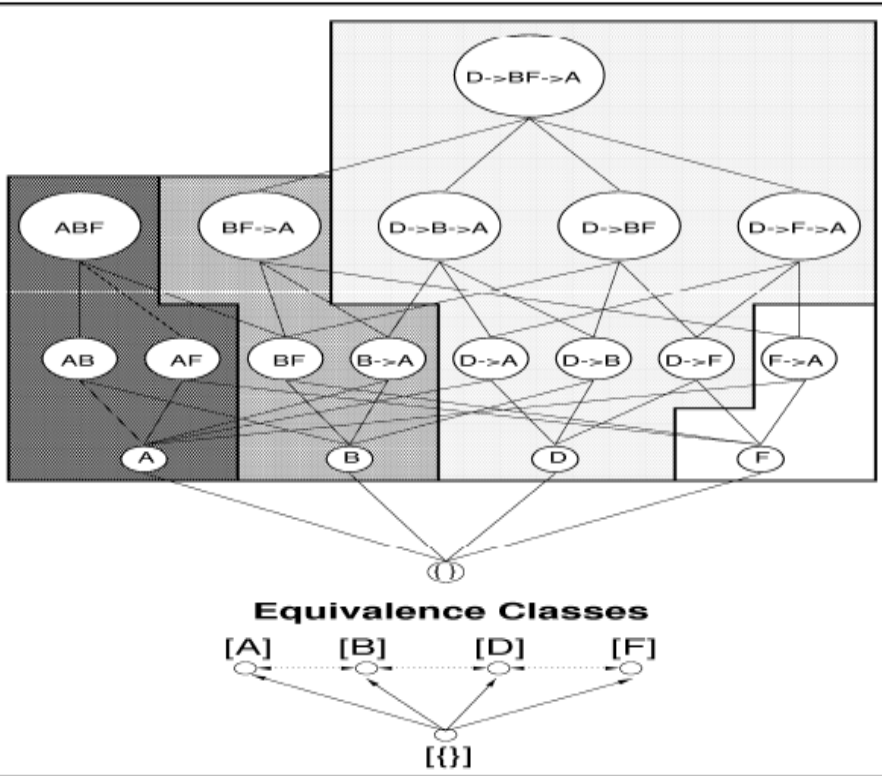 D->BF->A
ABF BF->A D->B->A D->BF D->F->A
AB AF BF B->A D->A D->B D->F F->A
A B D F
{ }
Equivalence Classes
[A] [B] [D] [F]
[{}]